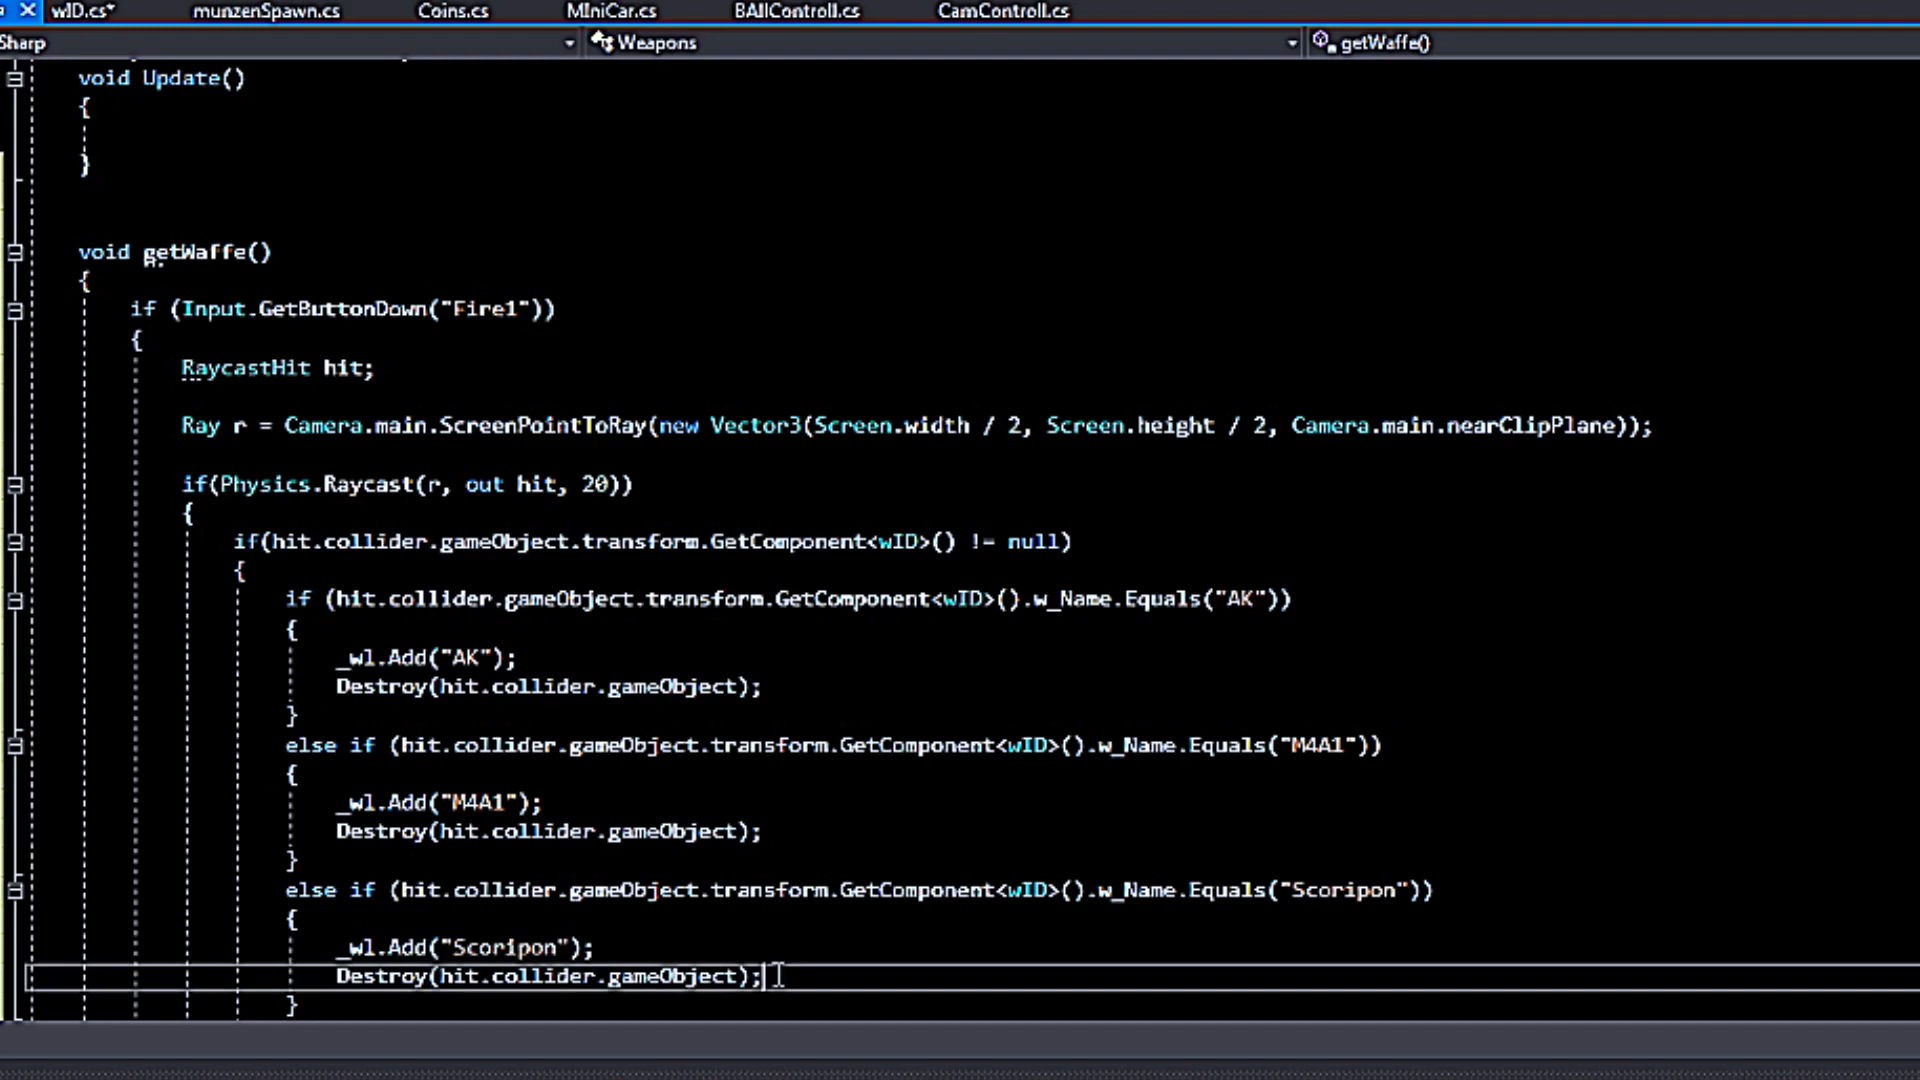 wID.cs* munzenSpawn.cs Coins.cs MIniCar.cs BAllControll.cs CamControll.cs
Sharp Weapons getWaffe()
void Update()
{
}
void getWaffe()
{
if (Input.GetButtonDown("Fire1"))
{
RaycastHit hit;
Ray r = Camera.main.ScreenPointToRay(new Vector3(Screen.width / 2, Screen.height / 2, Camera.main.nearClipPlane));
if(Physics.Raycast(r, out hit, 20))
{
if(hit.collider.gameObject.transform.GetComponent<wID>() != null)
{
if (hit.collider.gameObject.transform.GetComponent<wID>().w_Name.Equals("AK"))
{
_wl.Add("AK");
Destroy(hit.collider.gameObject);
}
else if (hit.collider.gameObject.transform.GetComponent<wID>().w_Name.Equals("M4A1"))
{
_wl.Add("M4A1");
Destroy(hit.collider.gameObject);
}
else if (hit.collider.gameObject.transform.GetComponent<wID>().w_Name.Equals("Scoripon"))
{
_wl.Add("Scoripon");
Destroy(hit.collider.gameObject);
}